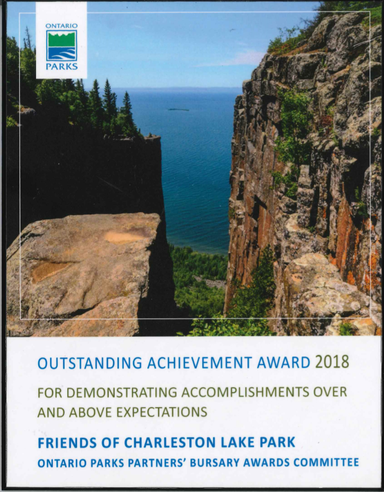 ONTARIO
PARKS
OUTSTANDING ACHIEVEMENT AWARD 2018
FOR DEMONSTRATING ACCOMPLISHMENTS OVER
AND ABOVE EXPECTATIONS
FRIENDS OF CHARLESTON LAKE PARK
ONTARIO PARKS PARTNERS' BURSARY AWARDS COMMITTEE